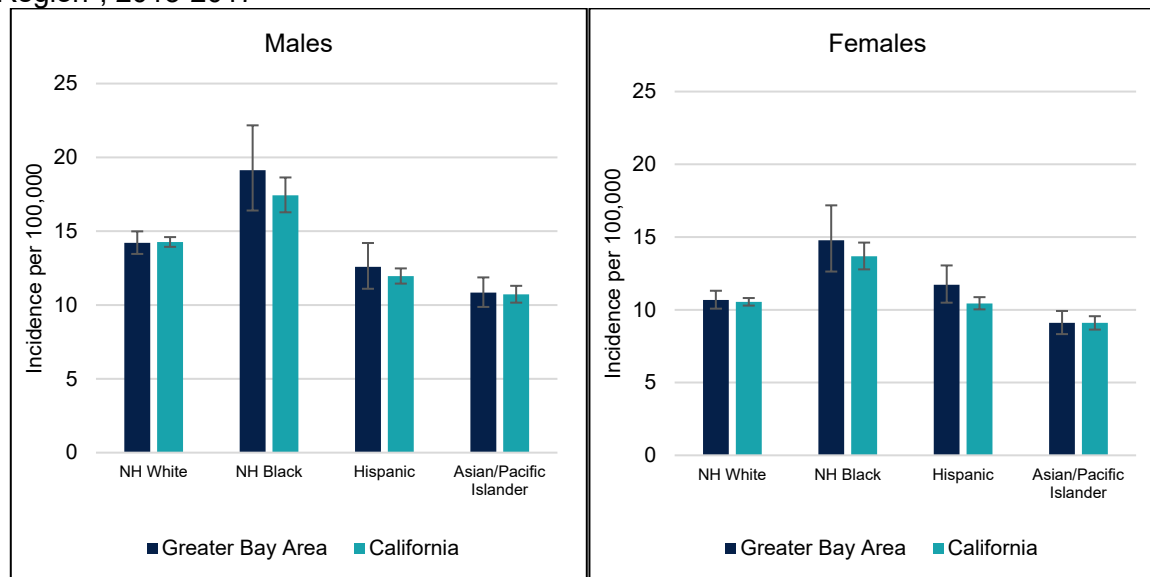 Males
25
20
15
10
5
0
Incidence per 100,000
NH White
NH Black
Hispanic
Asian/Pacific
Islander
Greater Bay Area
California
Females
25
20
15
10
5
0
Incidence per 100,000
NH White
NH Black
Hispanic
Asian/Pacific
Islander
Greater Bay Area
California